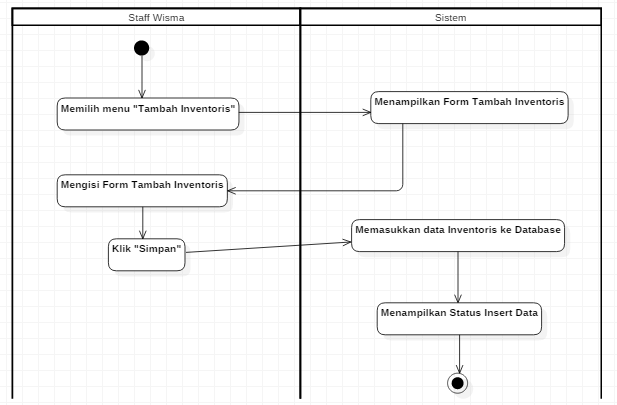 Staff Wisma
Sistem
Memilih menu "Tambah Inventoris"
Menampilkan Form Tambah Inventoris
Mengisi Form Tambah Inventoris
Klik "Simpan"
Memasukkan data Inventoris ke Database
Menampilkan Status Insert Data